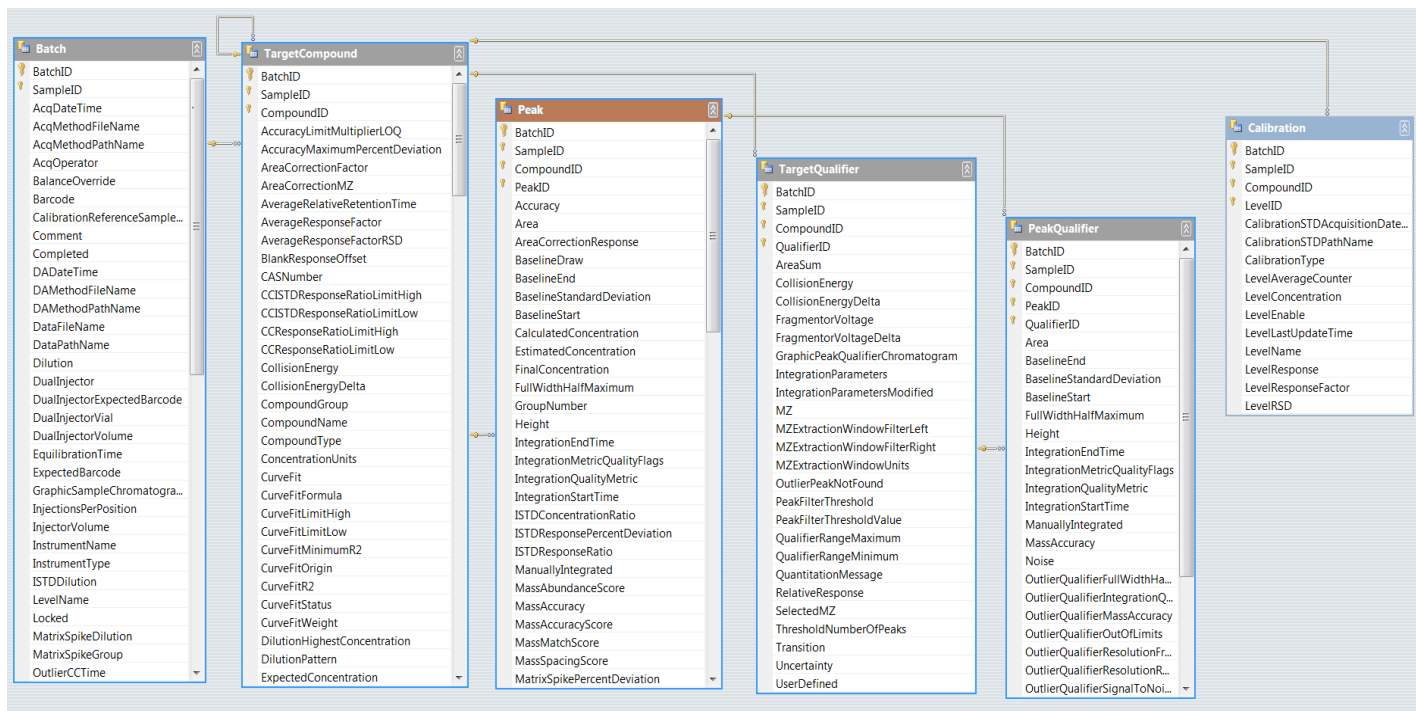 Batch
BatchID
SampleID
AcqDateTime
AcqMethodFileName
AcqMethodPathName
AcqOperator
BalanceOverride
Barcode
CalibrationReferenceSample...
Comment
Completed
DADateTime
DAMethodFileName
DAMethodPathName
DataFileName
DataPathName
Dilution
DualInjector
DualInjectorExpectedBarcode
DualInjectorVial
DualInjectorVolume
EquilibrationTime
ExpectedBarcode
GraphicSampleChromatogra...
InjectionsPerPosition
InjectorVolume
InstrumentName
InstrumentType
ISTDDilution
LevelName
Locked
MatrixSpikeDilution
MatrixSpikeGroup
OutlierCCTime
TargetCompound
BatchID
SampleID
CompoundID
AccuracyLimitMultiplierLOQ
AccuracyMaximumPercentDeviation
AreaCorrectionFactor
AreaCorrectionMZ
AverageRelativeRetentionTime
AverageResponseFactor
AverageResponseFactorRSD
BlankResponseOffset
CASNumber
CCISTDResponseRatioLimitHigh
CCISTDResponseRatioLimitLow
CCResponseRatioLimitHigh
CCResponseRatioLimitLow
CollisionEnergy
CollisionEnergyDelta
CompoundGroup
CompoundName
CompoundType
ConcentrationUnits
CurveFit
CurveFitFormula
CurveFitLimitHigh
CurveFitLimitLow
CurveFitMinimumR2
CurveFitOrigin
CurveFitR2
CurveFitStatus
CurveFitWeight
DilutionHighestConcentration
DilutionPattern
ExpectedConcentration
Peak
BatchID
SampleID
CompoundID
PeakID
Accuracy
Area
AreaCorrectionResponse
BaselineDraw
BaselineEnd
BaselineStandardDeviation
BaselineStart
CalculatedConcentration
EstimatedConcentration
FinalConcentration
FullWidthHalfMaximum
GroupNumber
Height
IntegrationEndTime
IntegrationMetricQualityFlags
IntegrationQualityMetric
IntegrationStartTime
ISTDConcentrationRatio
ISTDResponsePercentDeviation
ISTDResponseRatio
ManuallyIntegrated
MassAbundanceScore
MassAccuracy
MassAccuracyScore
MassMatchScore
MassSpacingScore
MatrixSpikePercentDeviation
TargetQualifier
BatchID
SampleID
CompoundID
QualifierID
AreaSum
CollisionEnergy
CollisionEnergyDelta
FragmentorVoltage
FragmentorVoltageDelta
GraphicPeakQualifierChromatogram
IntegrationParameters
IntegrationParametersModified
MZ
MZExtractionWindowFilterLeft
MZExtractionWindowFilterRight
MZExtractionWindowUnits
OutlierPeakNotFound
PeakFilterThreshold
PeakFilterThresholdValue
QualifierRangeMaximum
QualifierRangeMinimum
QuantitationMessage
RelativeResponse
SelectedMZ
ThresholdNumberOfPeaks
Transition
Uncertainty
UserDefined
PeakQualifier
BatchID
SampleID
CompoundID
PeakID
QualifierID
Area
BaselineEnd
BaselineStandardDeviation
BaselineStart
FullWidthHalfMaximum
Height
IntegrationEndTime
IntegrationMetricQualityFlags
IntegrationQualityMetric
IntegrationStartTime
ManuallyIntegrated
MassAccuracy
Noise
OutlierQualifierFullWidthHa...
OutlierQualifierIntegrationQ...
OutlierQualifierMassAccuracy
OutlierQualifierOutOfLimits
OutlierQualifierResolutionFr...
OutlierQualifierResolutionR...
OutlierQualifierSignalToNoi...
Calibration
BatchID
SampleID
CompoundID
LevelID
CalibrationSTDAcquisitionDate...
CalibrationSTDPathName
CalibrationType
LevelAverageCounter
LevelConcentration
LevelEnable
LevelLastUpdateTime
LevelName
LevelResponse
LevelResponseFactor
LevelRSD